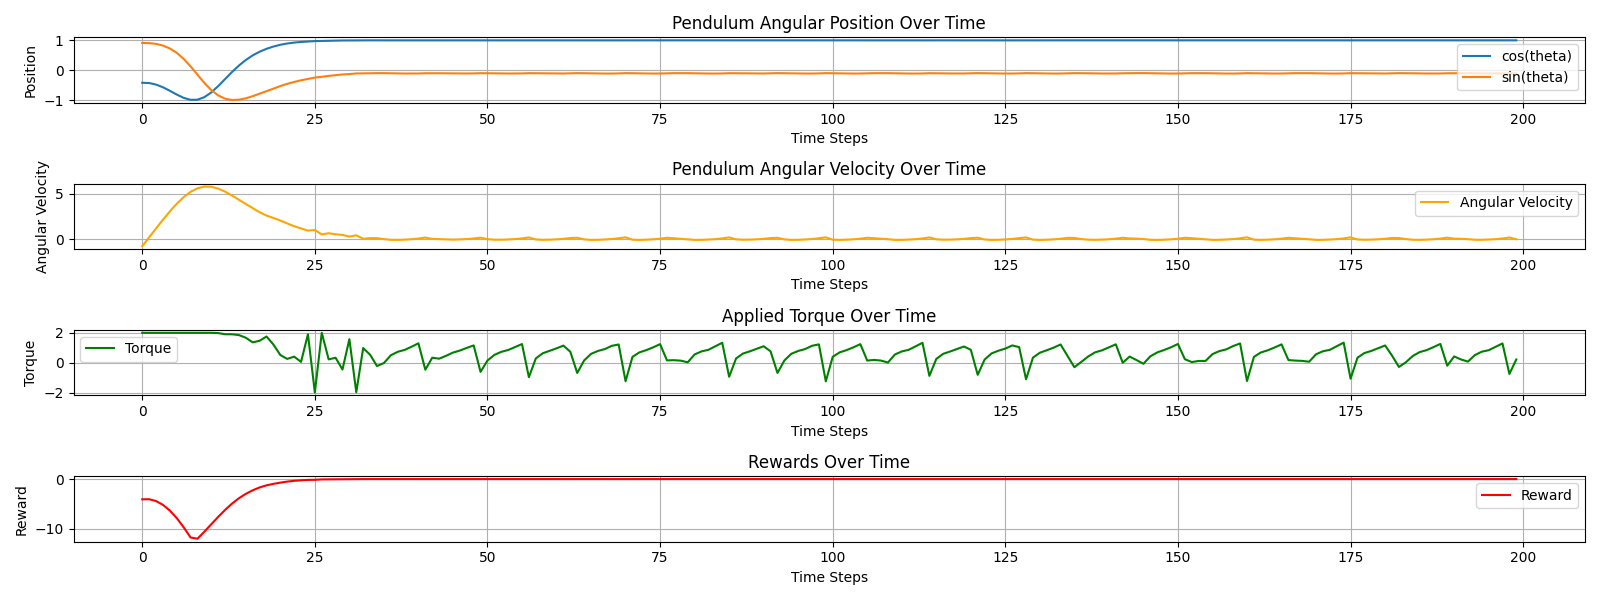 Pendulum Angular Position Over Time
Position
1
0
−1
cos(theta)
sin(theta)
0 25 50 75 100 125 150 175 200
Time Steps
Pendulum Angular Velocity Over Time
Angular Velocity
5
0
Angular Velocity
0 25 50 75 100 125 150 175 200
Time Steps
Applied Torque Over Time
Torque
2
0
−2
Torque
0 25 50 75 100 125 150 175 200
Time Steps
Rewards Over Time
Reward
0
−10
Reward
0 25 50 75 100 125 150 175 200
Time Steps